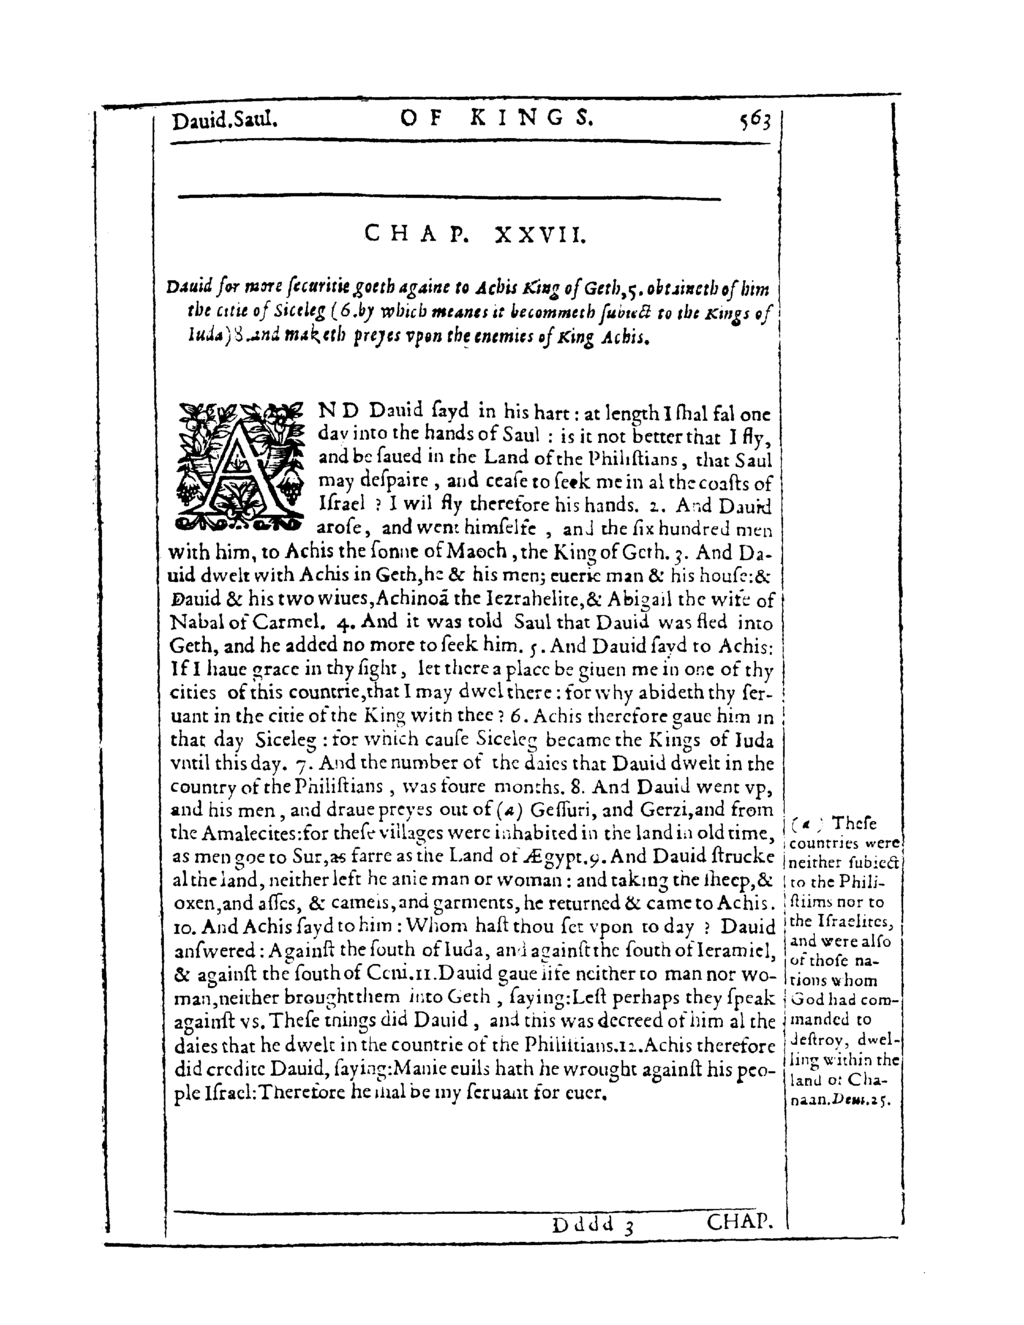 Dauid.Saul. OF KINGS. 563
CHAP. XXVII.
Dauid for more ſecuritie goeth againe to Achis King of Geth, 5. obtaineth of him
the citie of Siceleg (6. by which meanes it becommeth ſubiect to the Kings of
Iuda) 8. and maketh preyes vpon the enemies of King Achis.
AND Dauid ſayd in his hart: at length I ſhal fal one
day into the hands of Saul : is it not better that I fly,
and be ſaued in the Land of the Philiſtians, that Saul
may deſpaire, and ceaſe to ſeek me in al the coaſts of
Iſrael ? I wil fly therefore his hands. 2. And Dauid
aroſe, and went himſelfe , and the ſix hundred men
with him, to Achis the ſonne of Maoch, the King of Geth. 3. And Da-
uid dwelt with Achis in Geth, he & his men; euerie man & his houſe: &
Dauid & his two wiues, Achinoā the Iezrahelite, & Abigail the wife of
Nabal of Carmel. 4. And it was told Saul that Dauid was fled into
Geth, and he added no more to ſeek him. 5. And Dauid ſayd to Achis:
If I haue grace in thy ſight, let there a place be giuen me in one of thy
cities of this countrie, that I may dwel there: for why abideth thy ſer-
uant in the citie of the King with thee ? 6. Achis therefore gaue him in
that day Siceleg : for which cauſe Siceleg became the Kings of Iuda
vntil this day. 7. And the number of the daies that Dauid dwelt in the
country of the Philiſtians , was foure months. 8. And Dauid went vp,
and his men, and draue preyes out of (a) Geſſuri, and Gerzi, and from
the Amalecites: for theſe villages were inhabited in the land in old time,
as men goe to Sur, as farre as the Land of Ægypt. 9. And Dauid ſtrucke
al the land, neither left he anie man or woman: and taking the ſheep, &
oxen, and aſſes, & camels, and garments, he returned & came to Achis.
10. And Achis ſayd to him: Whom haſt thou ſet vpon to day ? Dauid
anſwered: Againſt the ſouth of Iuda, and againſt the ſouth of Ieramiel,
& againſt the ſouth of Ceni. 11. Dauid gaue life neither to man nor wo-
man, neither brought them into Geth , ſaying: Leſt perhaps they ſpeak
againſt vs. Theſe things did Dauid , and this was decreed of him al the
daies that he dwelt in the countrie of the Philiſtians. 12. Achis therefore
did credite Dauid, ſaying: Manie euils hath he wrought againſt his peo-
ple Iſrael: Therefore he ſhal be my ſeruant for euer.
(a) Theſe
countries were
neither ſubiect
to the Phili-
ſtiims nor to
the Iſraelites,
and were alſo
of thoſe na-
tions whom
God had com-
manded to
deſtroy, dwel-
ling within the
land of Cha-
naan. Deut. 25.
Dddd 3 CHAP.